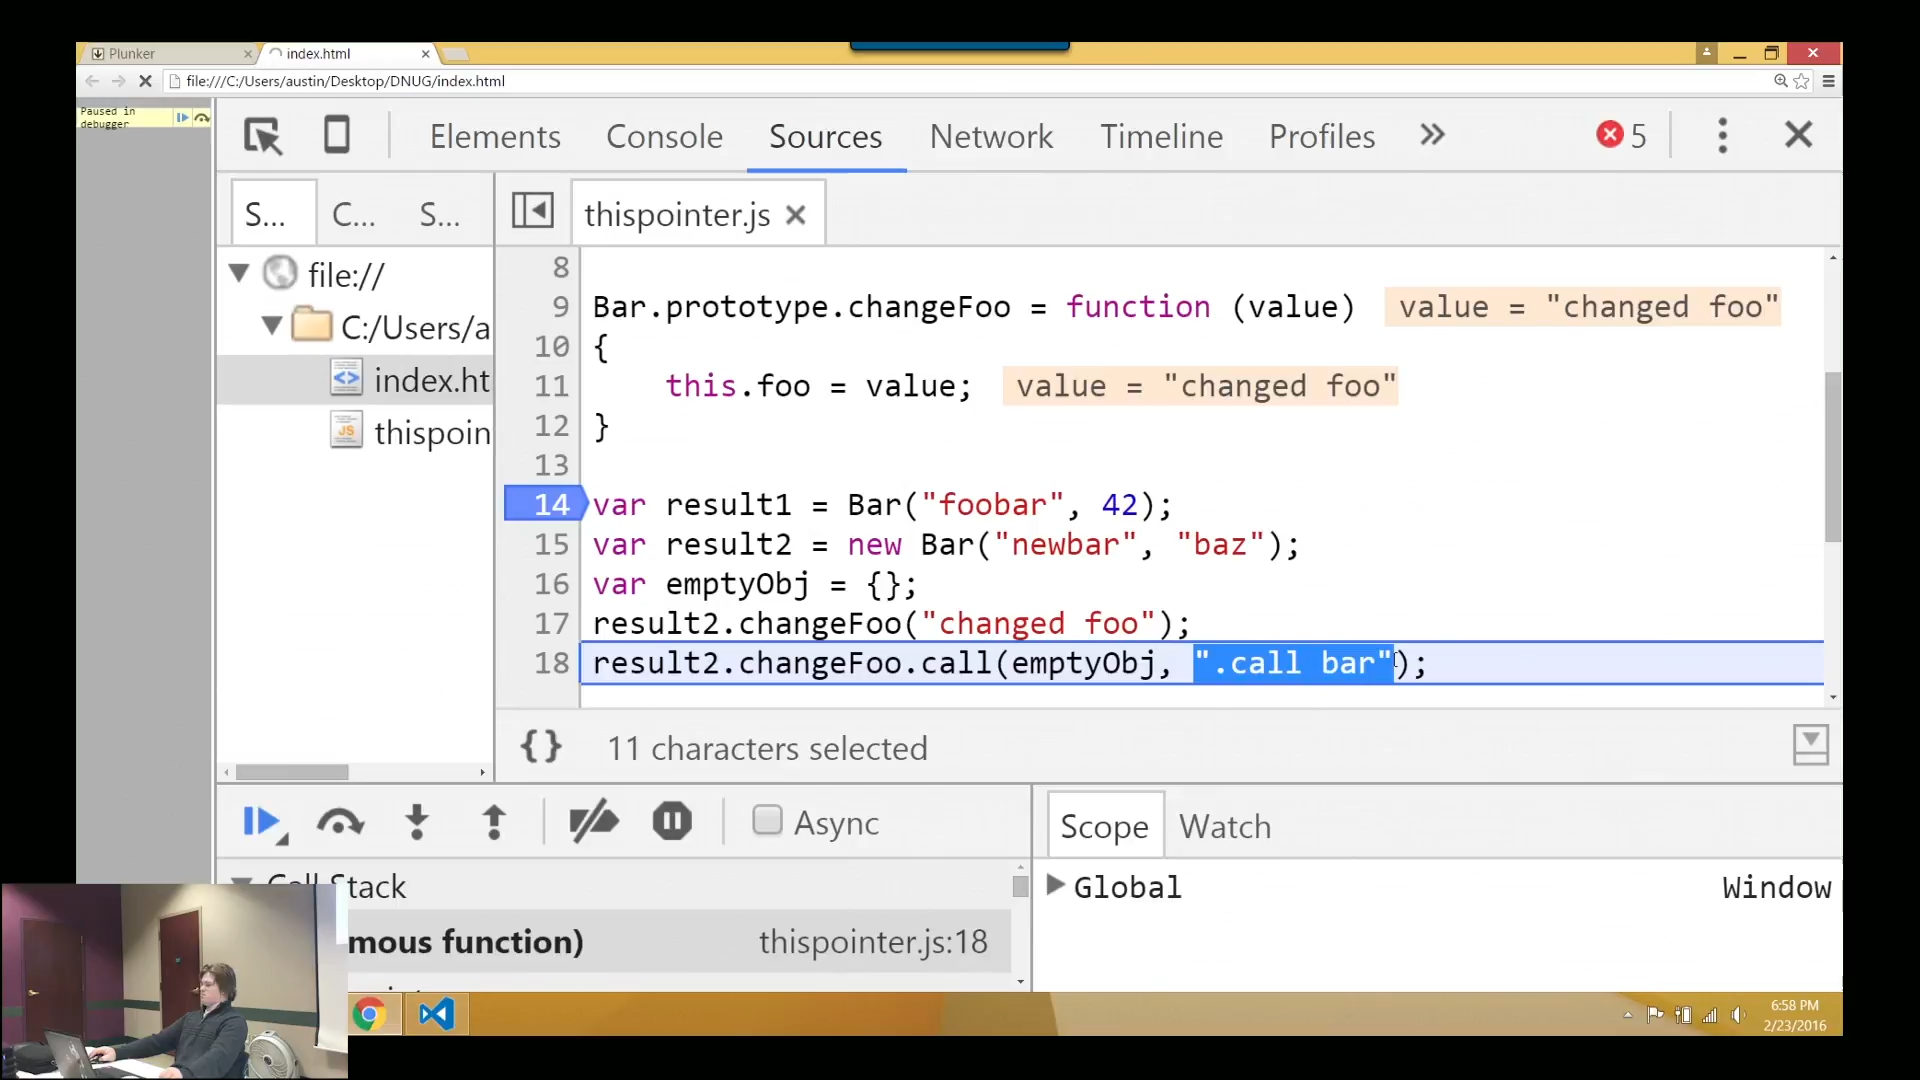 Plunker
index.html
file:///C:/Users/austin/Desktop/DNUG/index.html
Paused in
debugger
Elements Console Sources Network Timeline Profiles 5
S... C... S...
thispointer.js
file://
C:/Users/a
index.ht
thispoin
8
9 Bar.prototype.changeFoo = function (value) value = "changed foo"
10 {
11 this.foo = value; value = "changed foo"
12 }
13
14 var result1 = Bar("foobar", 42);
15 var result2 = new Bar("newbar", "baz");
16 var emptyObj = {};
17 result2.changeFoo("changed foo");
18 result2.changeFoo.call(emptyObj, ".call bar");
{} 11 characters selected
Async
Scope Watch
Call Stack
Global Window
mous function) thispointer.js:18
6:58 PM
2/23/2016